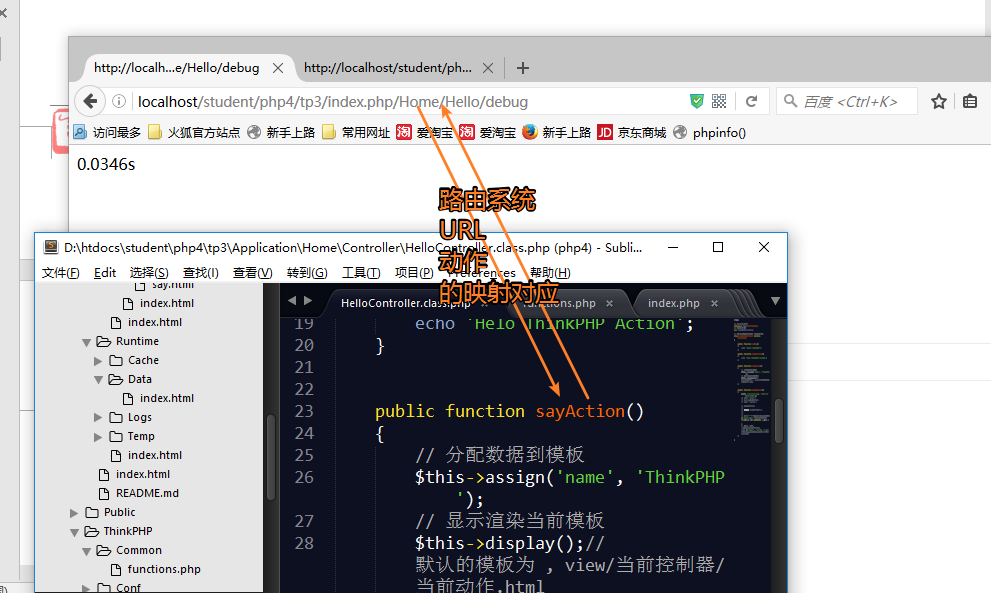 http://localh...e/Hello/debug
http://localhost/student/ph...
localhost/student/php4/tp3/index.php/Home/Hello/debug
百度 <Ctrl+K>
访问最多
火狐官方站点
新手上路
常用网址
爱淘宝
爱淘宝
新手上路
京东商城
phpinfo()
0.0346s
路由系统
URL
动作
的映射对应
D:\htdocs\student\php4\tp3\Application\Home\Controller\HelloController.class.php (php4) - Subli...
文件(F) Edit 选择(S) 查找(I) 查看(V) 转到(G) 工具(T) 项目(P) Preferences 帮助(H)
say.html
index.html
index.html
Runtime
Cache
Data
index.html
Logs
Temp
index.html
index.html
README.md
Public
ThinkPHP
Common
functions.php
Conf
HelloController.class.php
functions.php
index.php
19 echo 'Helo ThinkPHP Action';
20 }
21
22
23 public function sayAction()
24 {
25 // 分配数据到模板
26 $this->assign('name', 'ThinkPHP
');
27 // 显示渲染当前模板
28 $this->display();//
默认的模板为 , view/当前控制器/
当前动作.html